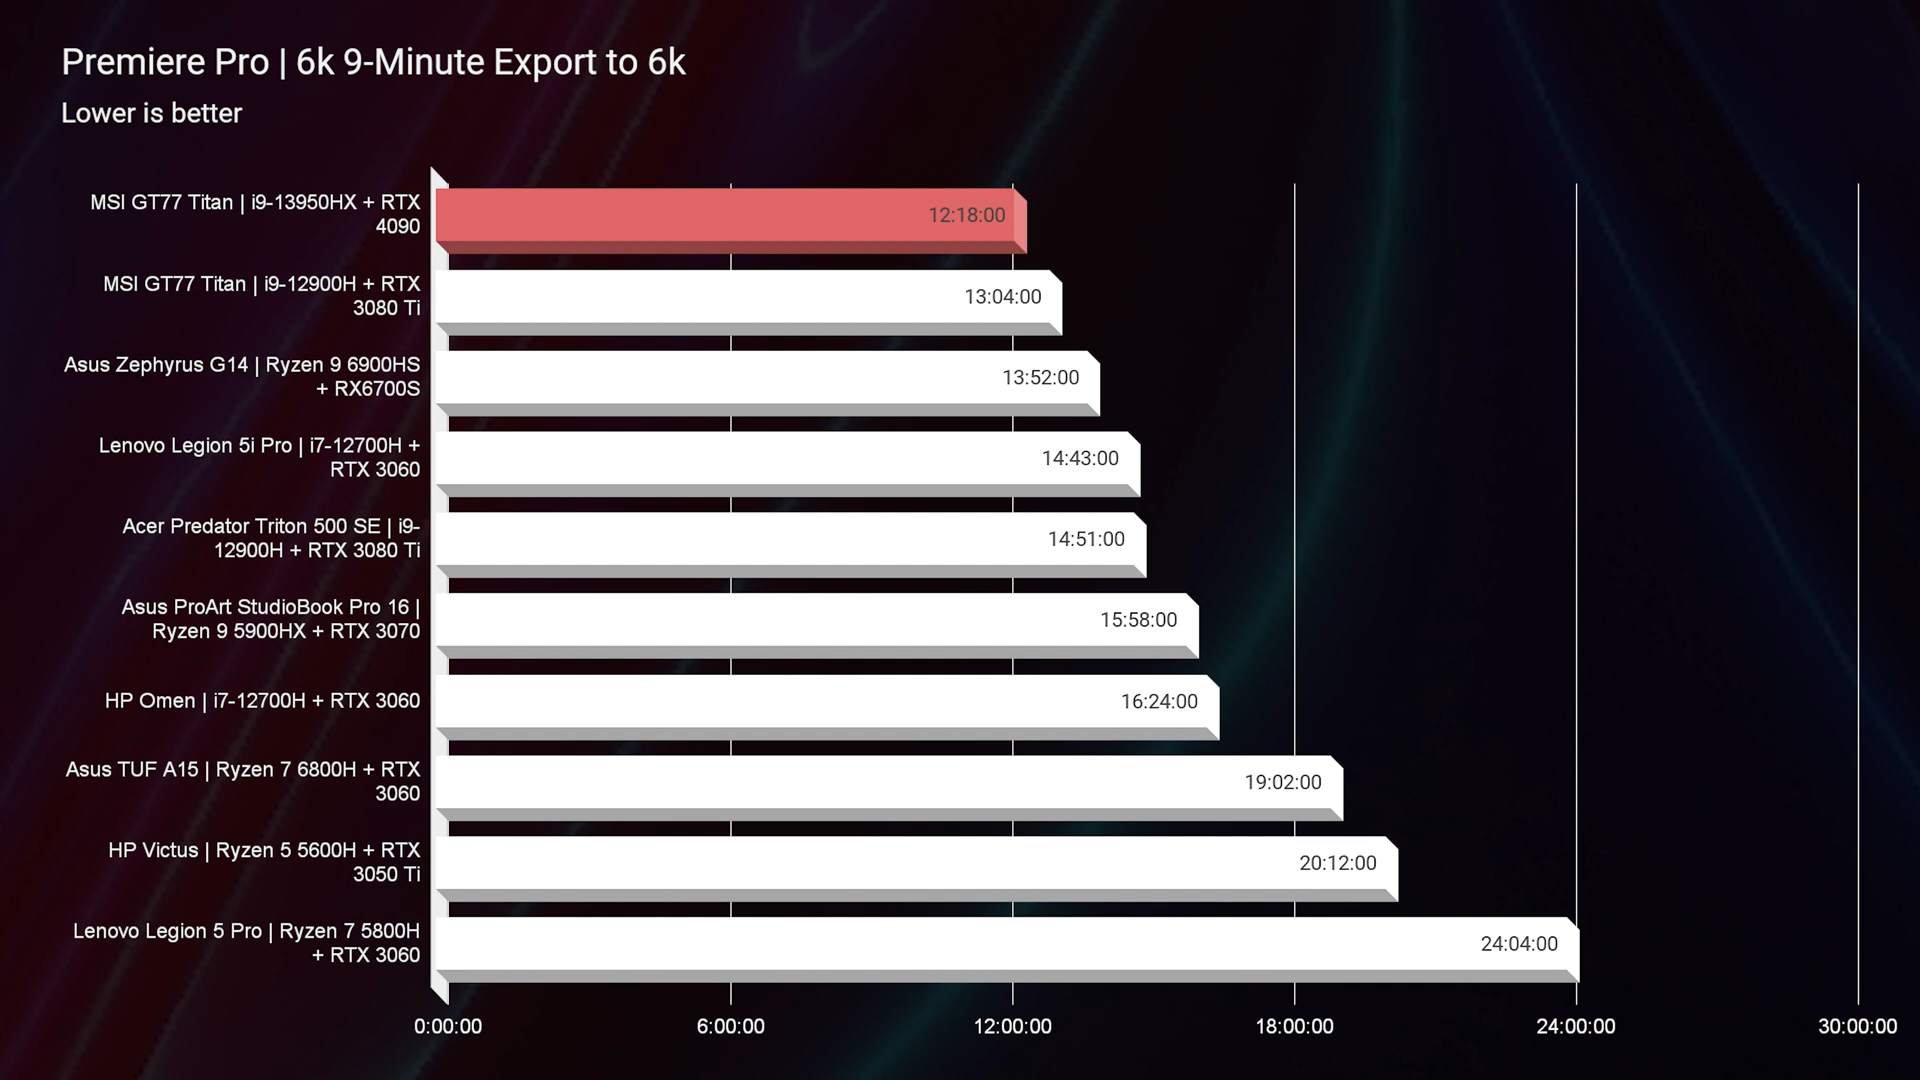 Premiere Pro | 6k 9-Minute Export to 6k
Lower is better
MSI GT77 Titan | i9-13950HX + RTX
4090
12:18:00
MSI GT77 Titan | i9-12900H + RTX
3080 Ti
13:04:00
Asus Zephyrus G14 | Ryzen 9 6900HS
+ RX6700S
13:52:00
Lenovo Legion 5i Pro | i7-12700H +
RTX 3060
14:43:00
Acer Predator Triton 500 SE | i9-
12900H + RTX 3080 Ti
14:51:00
Asus ProArt StudioBook Pro 16 |
Ryzen 9 5900HX + RTX 3070
15:58:00
HP Omen | i7-12700H + RTX 3060
16:24:00
Asus TUF A15 | Ryzen 7 6800H + RTX
3060
19:02:00
HP Victus | Ryzen 5 5600H + RTX
3050 Ti
20:12:00
Lenovo Legion 5 Pro | Ryzen 7 5800H
+ RTX 3060
24:04:00
0:00:00 6:00:00 12:00:00 18:00:00 24:00:00 30:00:00